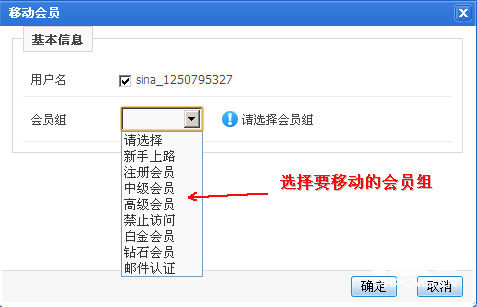 移动会员
基本信息
用户名 sina_1250795327
会员组 请选择会员组
请选择
新手上路
注册会员
中级会员
高级会员
禁止访问
白金会员
钻石会员
邮件认证
选择要移动的会员组
确定 取消